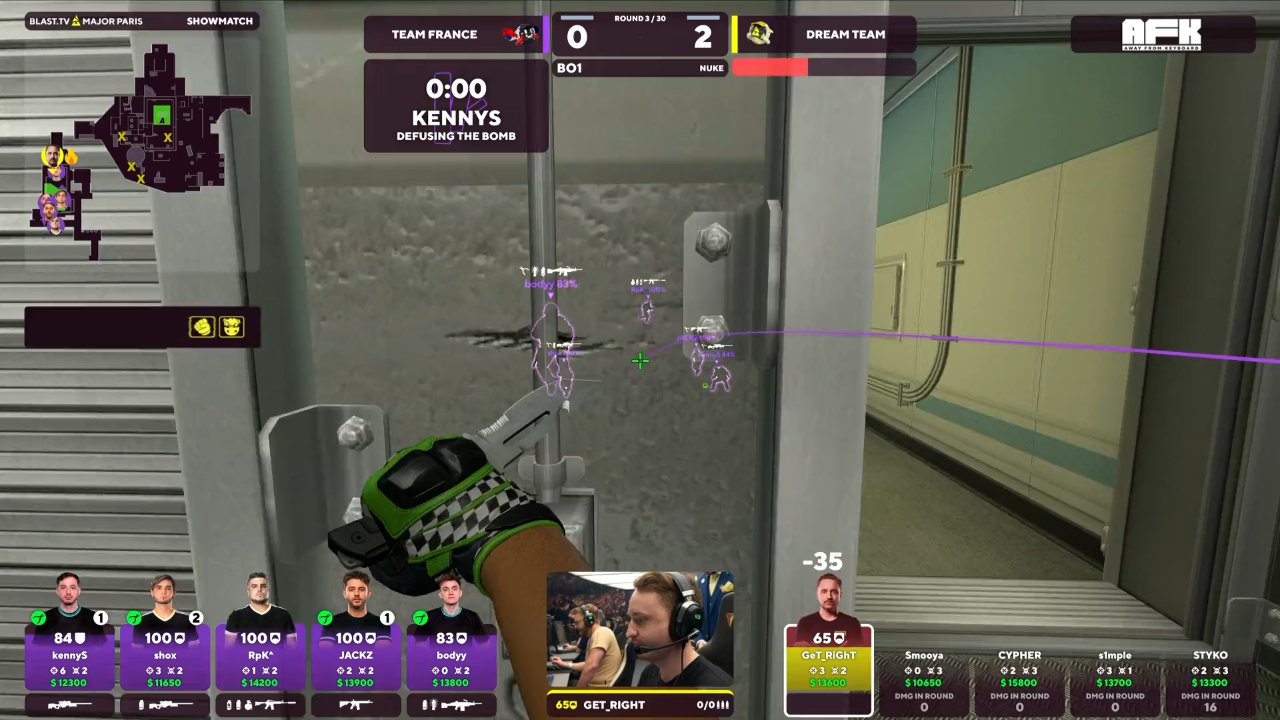 BLAST.TV MAJOR PARIS SHOWMATCH
TEAM FRANCE 0 ROUND 3 / 30 2 DREAM TEAM
AFK
AWAY FROM KEYBOARD
BO1 NUKE
0:00
KENNYS
DEFUSING THE BOMB
bodyy 83%
RpK^ 100%
-35
1 2 1
84 100 100 100 83 65
kennyS shox RpK^ JACKZ bodyy GeT_RiGhT Smooya CYPHER s1mple STYKO
6 2 3 2 1 2 2 2 0 2 3 2 0 3 2 3 3 1 2 3
$12300 $11650 $14200 $13900 $13800 $13600 $10650 $15800 $13700 $13300
DMG IN ROUND DMG IN ROUND DMG IN ROUND DMG IN ROUND
0 0 0 16
65 GET_RIGHT 0/0